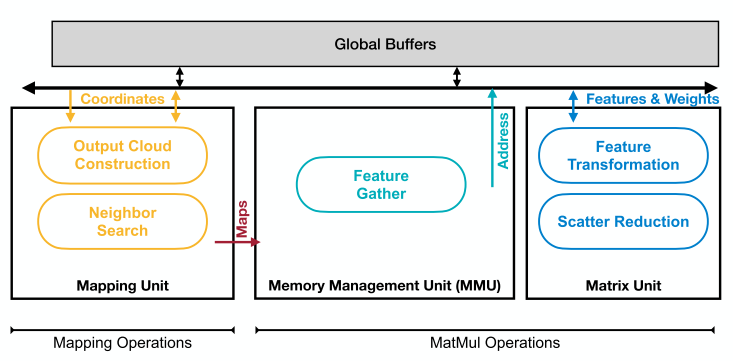 Global Buffers
Coordinates
Features & Weights
Output Cloud
Construction
Neighbor
Search
Maps
Feature
Gather
Address
Feature
Transformation
Scatter Reduction
Mapping Unit
Memory Management Unit (MMU)
Matrix Unit
Mapping Operations
MatMul Operations